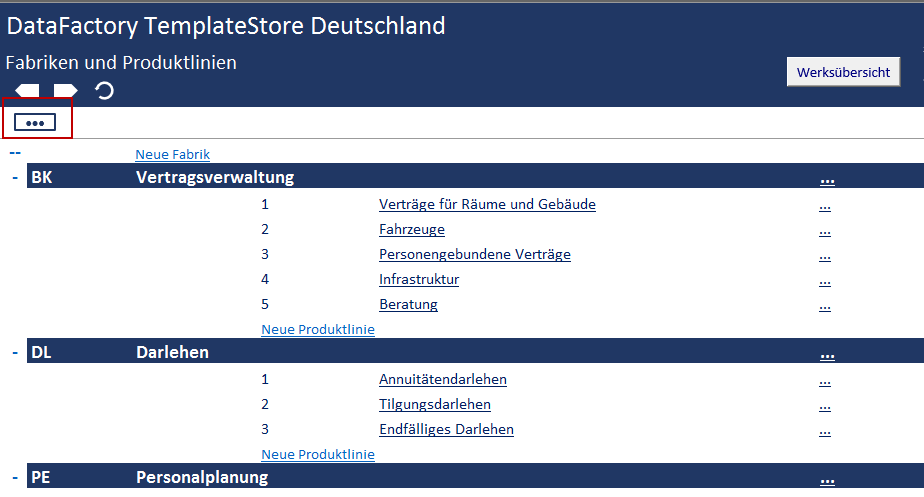 DataFactory TemplateStore Deutschland
Fabriken und Produktlinien
Werksübersicht
...
-- Neue Fabrik
- BK Vertragsverwaltung ...
1 Verträge für Räume und Gebäude ...
2 Fahrzeuge ...
3 Personengebundene Verträge ...
4 Infrastruktur ...
5 Beratung ...
Neue Produktlinie
- DL Darlehen ...
1 Annuitätendarlehen ...
2 Tilgungsdarlehen ...
3 Endfälliges Darlehen ...
Neue Produktlinie
- PE Personalplanung ...